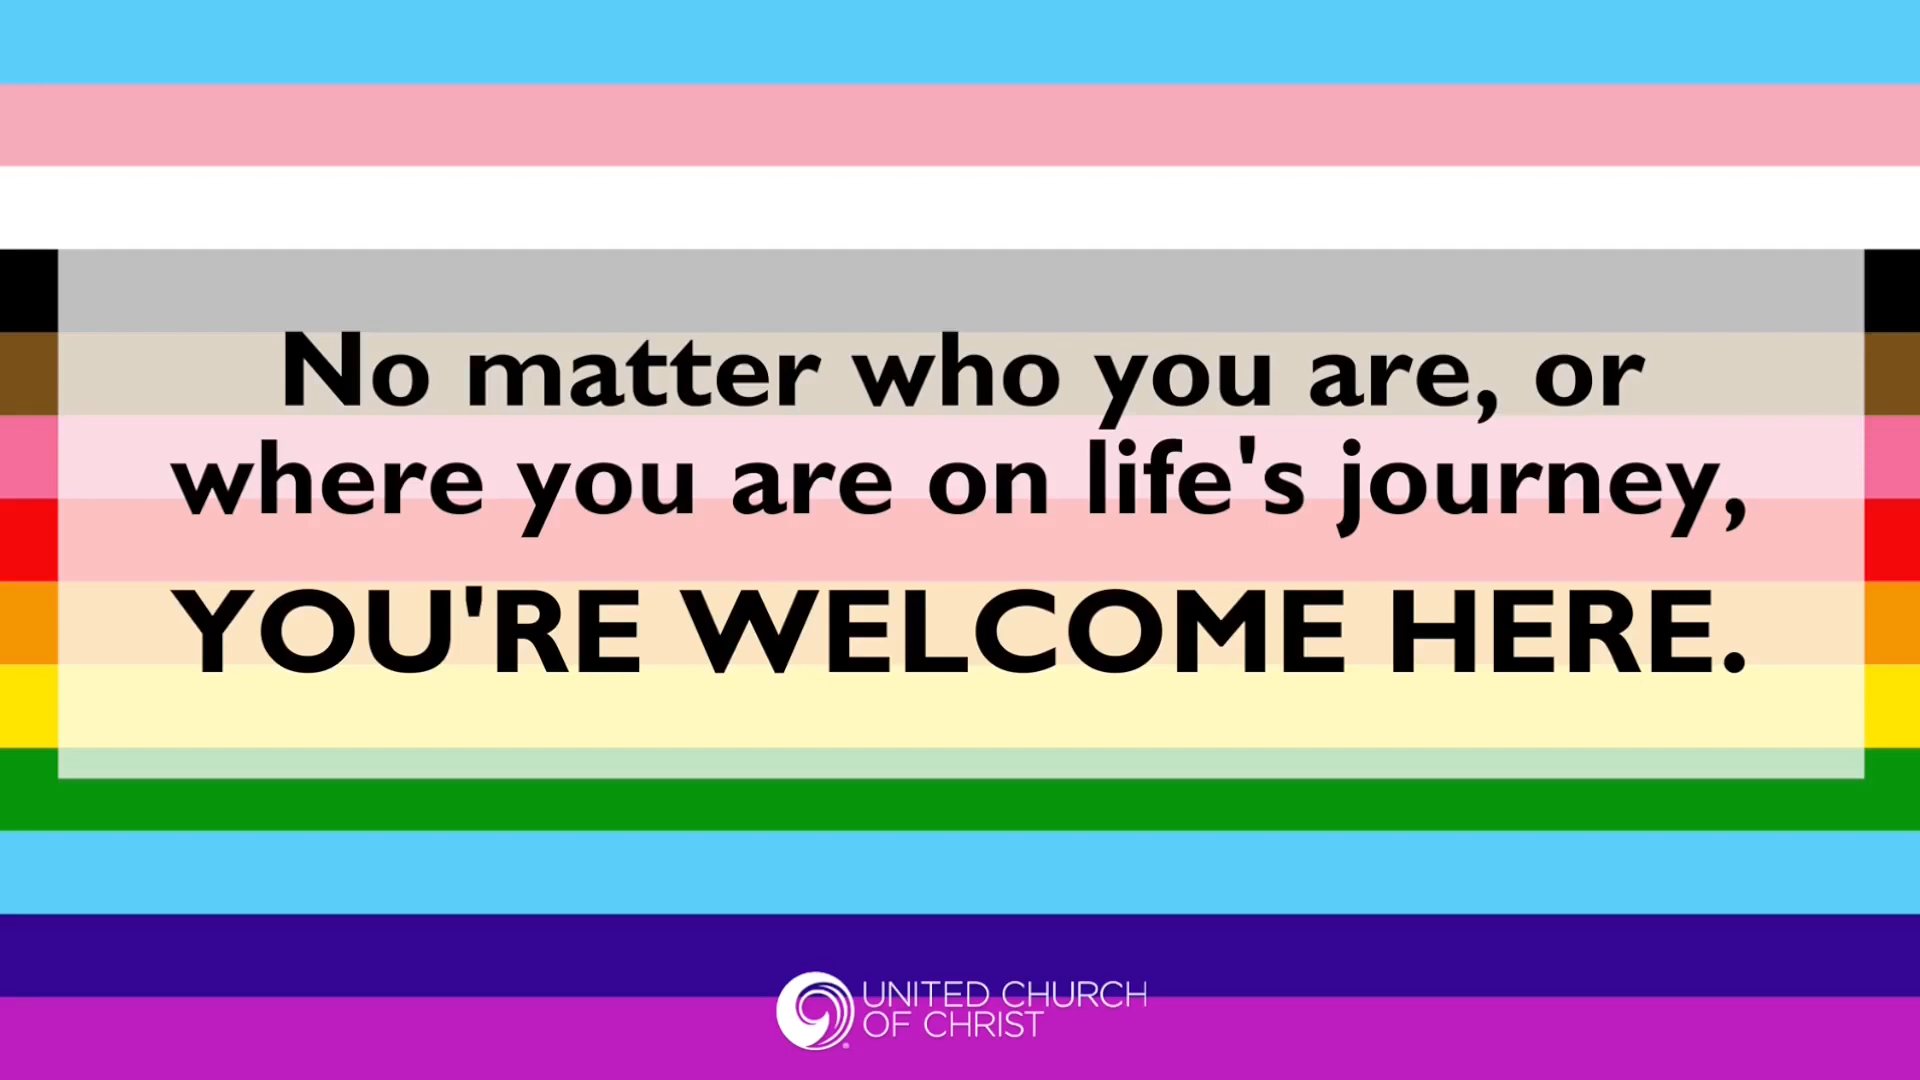 No matter who you are, or
where you are on life's journey,
YOU'RE WELCOME HERE.
UNITED CHURCH
OF CHRIST